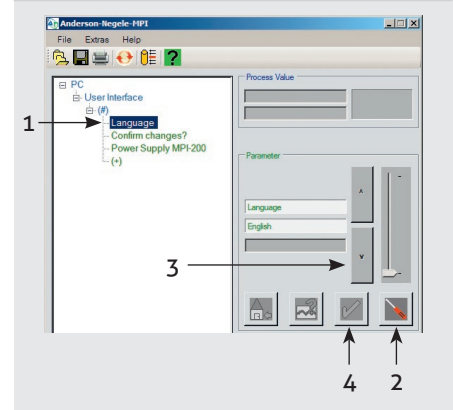 Anderson-Negele-MPI
File Extras Help
?
PC
User Interface
(#)
Language
Confirm changes?
Power Supply MPI-200
(+)
Process Value
Parameter
Language
English
1
3
4
2